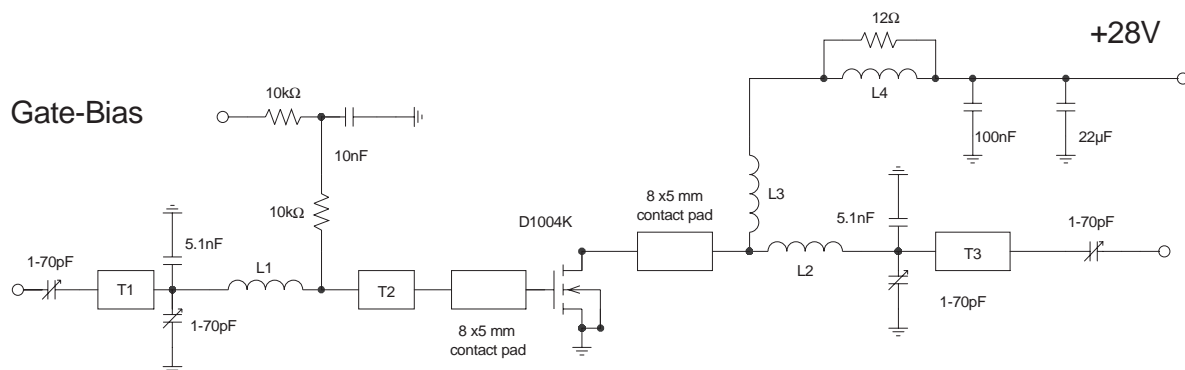 12Ω
+28V
L4
10kΩ
Gate-Bias
100nF
22µF
10nF
8 x5 mm
contact pad
L3
10kΩ
D1004K
5.1nF
1-70pF
5.1nF
1-70pF
L1
L2
T3
T1
T2
1-70pF
1-70pF
8 x5 mm
contact pad